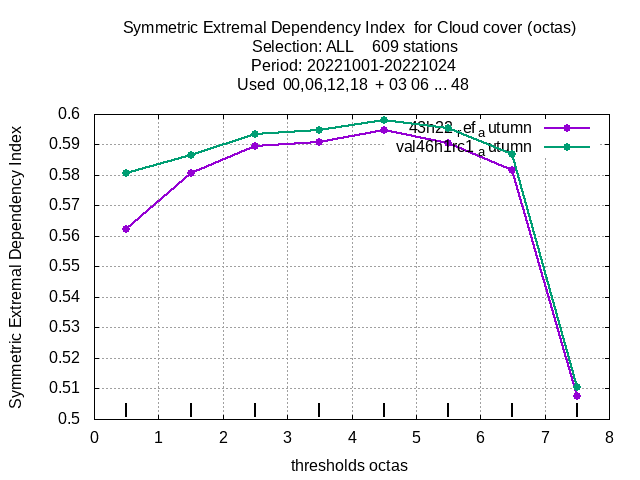 Symmetric Extremal Dependency Index  for Cloud cover (octas)
Selection: ALL    609 stations
Period: 20221001-20221024
Used  00,06,12,18  + 03 06 ... 48
Symmetric Extremal Dependency Index
0.6
0.59
0.58
0.57
0.56
0.55
0.54
0.53
0.52
0.51
0.5
43h22_ref_autumn
val46h1rc1_autumn
0 1 2 3 4 5 6 7 8
thresholds octas